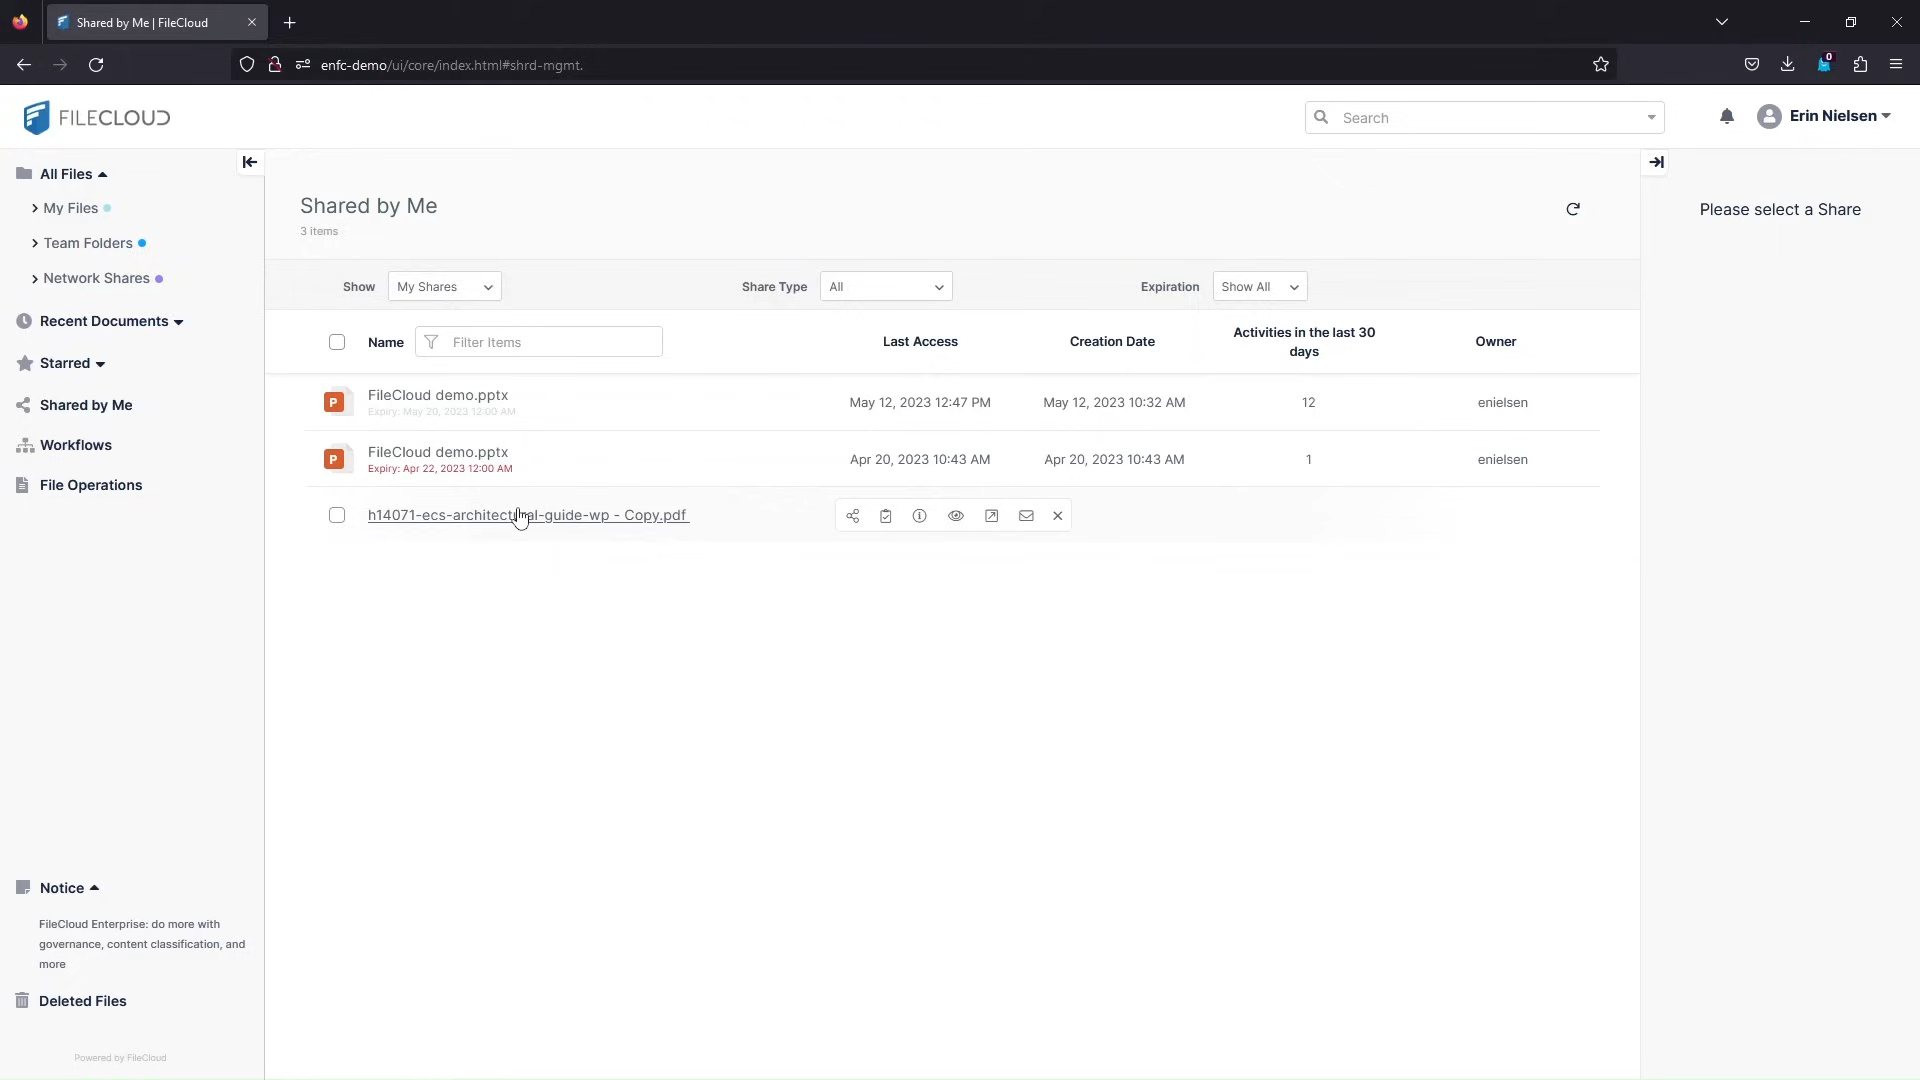 Shared by Me | FileCloud
enfc-demo/ui/core/index.html#shrd-mgmt.
0
FILECLOUD
Search
Erin Nielsen
All Files
My Files
Team Folders
Network Shares
Recent Documents
Starred
Shared by Me
Workflows
File Operations
Notice
FileCloud Enterprise: do more with
governance, content classification, and
more
Deleted Files
Powered by FileCloud
Shared by Me
3 items
Show My Shares Share Type All Expiration Show All
Name Filter Items Last Access Creation Date Activities in the last 30
days Owner
P FileCloud demo.pptx May 12, 2023 12:47 PM May 12, 2023 10:32 AM 12 enielsen
Expiry: May 20, 2023 12:00 AM
P FileCloud demo.pptx Apr 20, 2023 10:43 AM Apr 20, 2023 10:43 AM 1 enielsen
Expiry: Apr 22, 2023 12:00 AM
h14071-ecs-architectural-guide-wp - Copy.pdf
Please select a Share